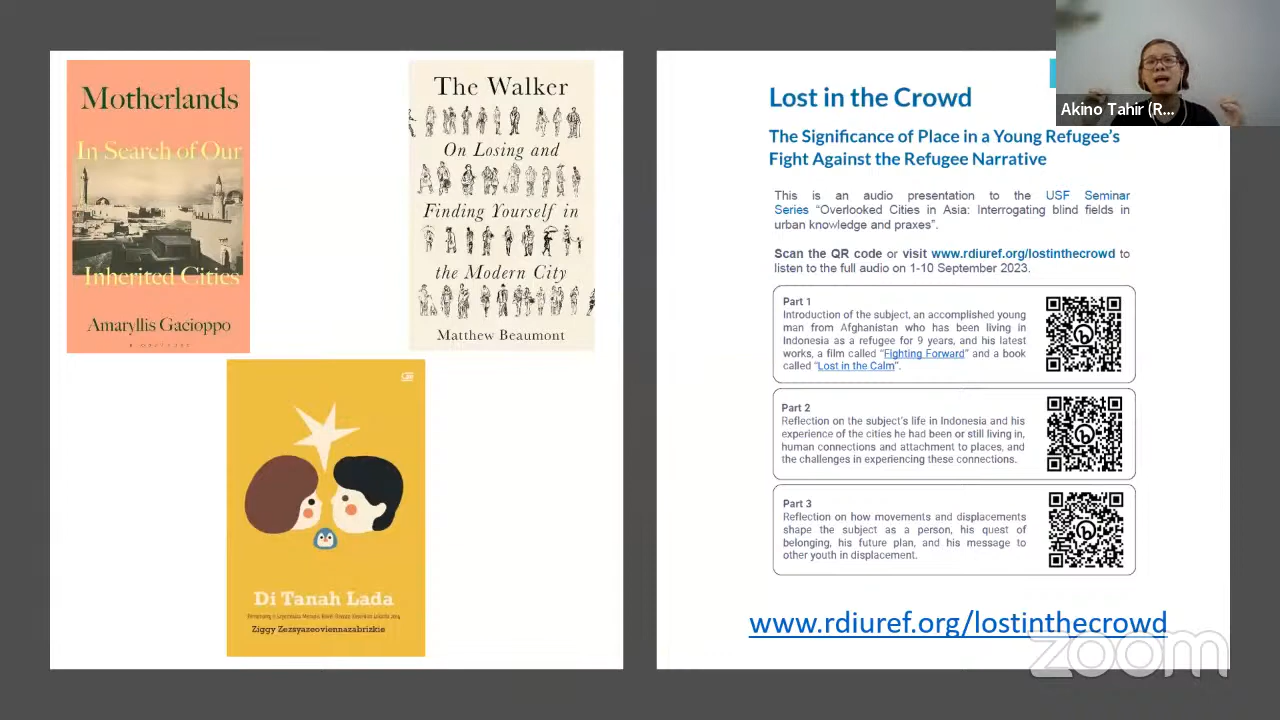 Motherlands
In Search of Our
Inherited Cities
Amaryllis Gacioppo
The Walker
On Losing and
Finding Yourself in
the Modern City
Matthew Beaumont
Di Tanah Lada
Ziggy Zezsyazeoviennazabrizkie
Lost in the Crowd
The Significance of Place in a Young Refugee's
Fight Against the Refugee Narrative
This is an audio presentation to the USF Seminar
Series “Overlooked Cities in Asia: Interrogating blind fields in
urban knowledge and praxes”.
Scan the QR code or visit www.rdiuref.org/lostinthecrowd to
listen to the full audio on 1-10 September 2023.
Part 1
Introduction of the subject, an accomplished young
man from Afghanistan who has been living in
Indonesia as a refugee for 9 years, and his latest
works, a film called “Fighting Forward” and a book
called “Lost in the Calm”.
Part 2
Reflection on the subject's life in Indonesia and his
experience of the cities he had been or still living in,
human connections and attachment to places, and
the challenges in experiencing these connections.
Part 3
Reflection on how movements and displacements
shape the subject as a person, his quest of
belonging, his future plan, and his message to
other youth in displacement.
www.rdiuref.org/lostinthecrowd
Akino Tahir (R...
zoom